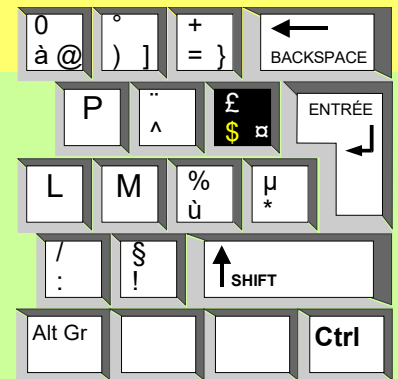 0 ° +
à @ ) ] = } BACKSPACE
P ¨ £ ENTRÉE
^ $ ¤
L M % µ
ù *
/ §
: ! SHIFT
Alt Gr Ctrl